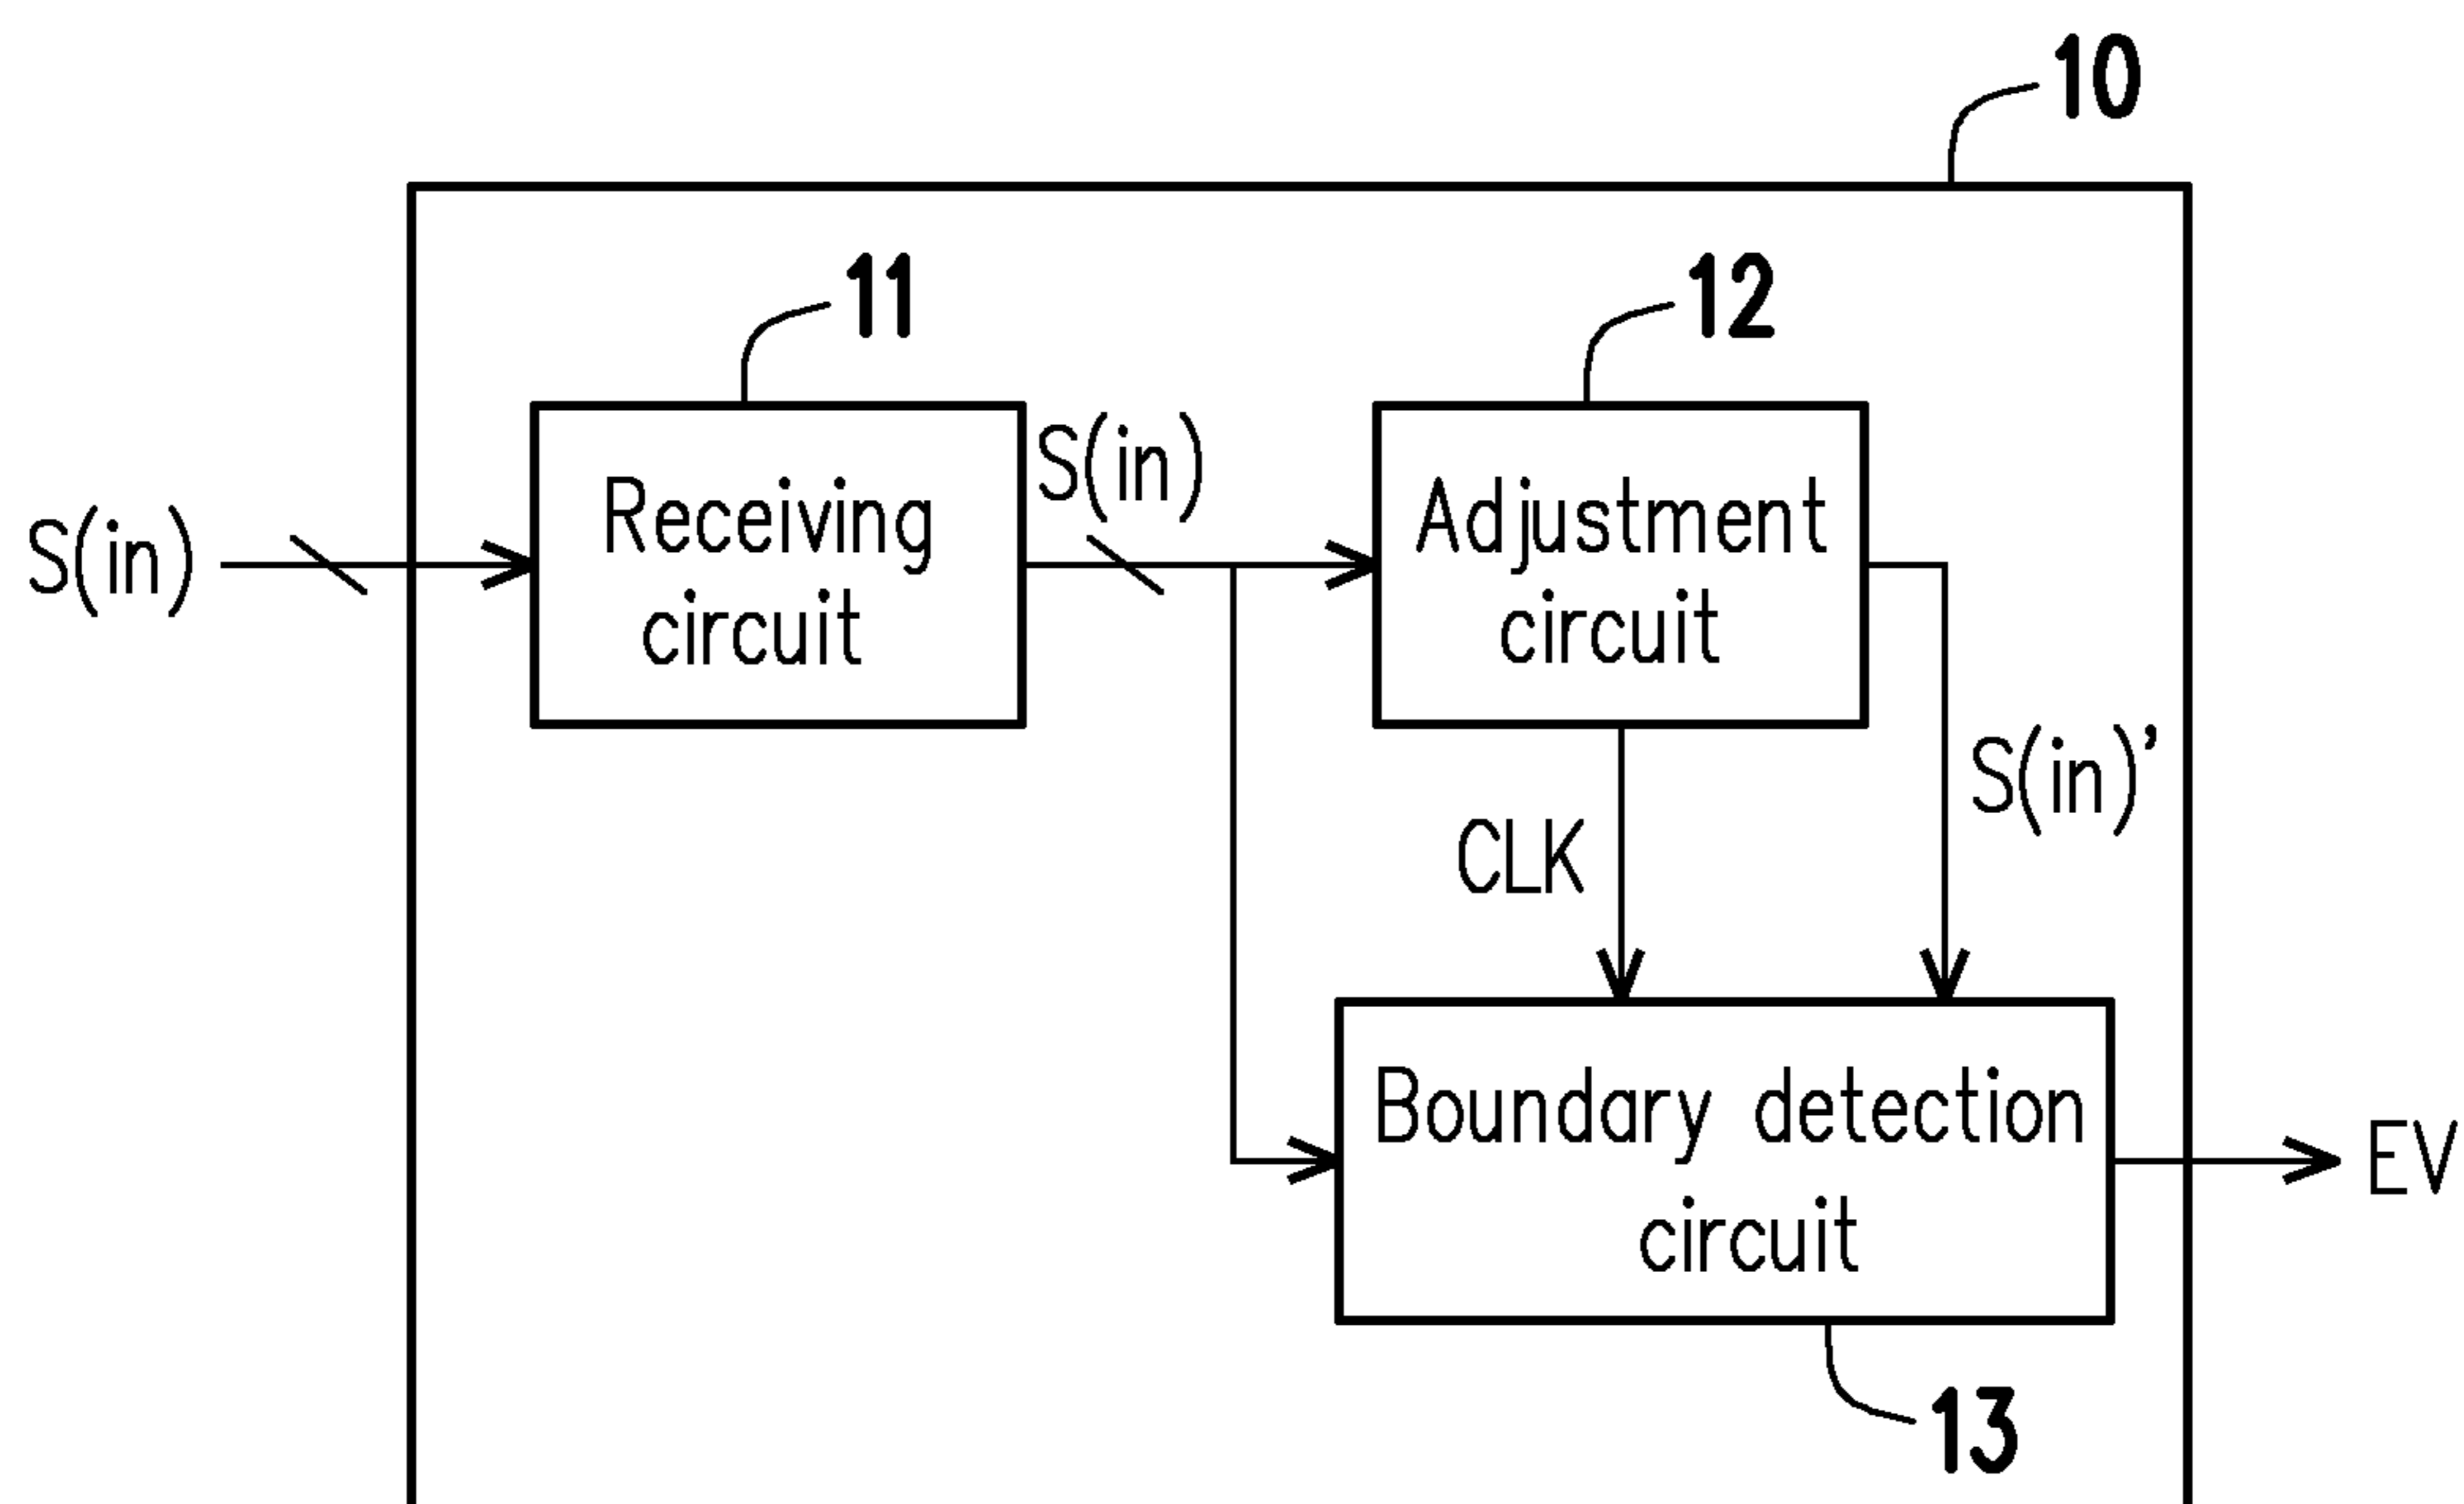 10
11
12
S(in)
Receiving
circuit
S(in)
Adjustment
circuit
CLK
S(in)'
Boundary detection
circuit
EV
13